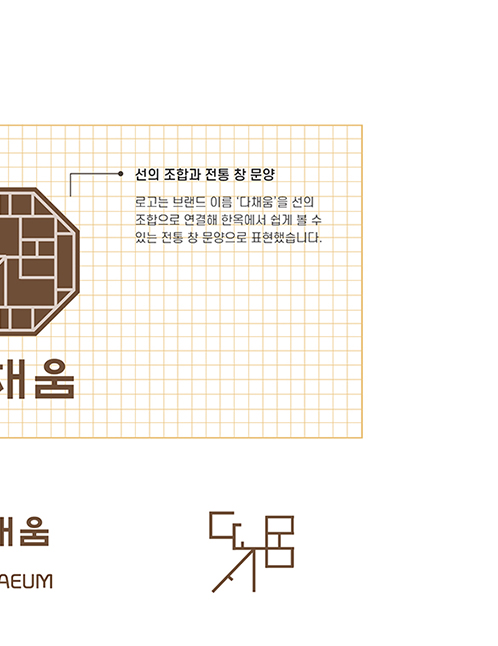 선의 조합과 전통 창 문양
로고는 브랜드 이름 '다채움'을 선의
조합으로 연결해 한옥에서 쉽게 볼 수
있는 전통 창 문양으로 표현했습니다.
채움
채움
AEUM